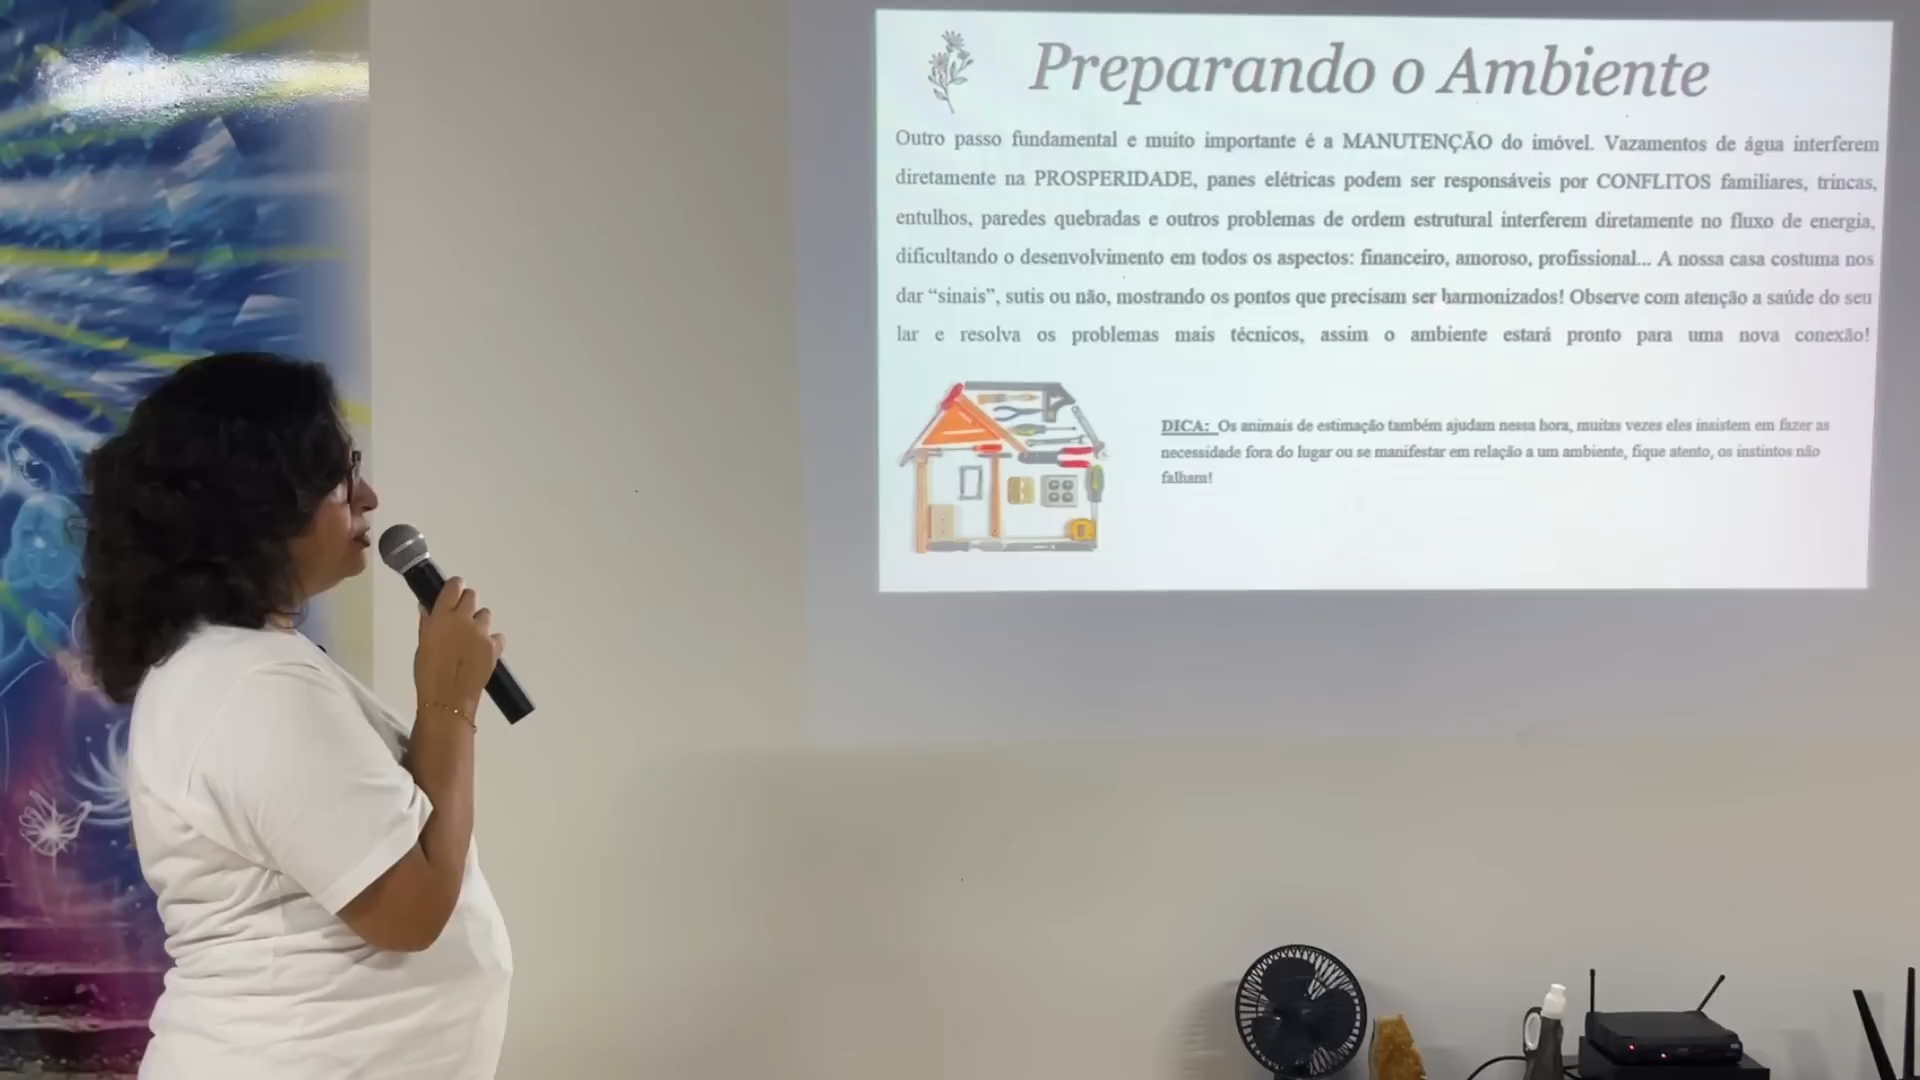 Preparando o Ambiente
Outro passo fundamental e muito importante é a MANUTENÇÃO do imóvel. Vazamentos de água interferem
diretamente na PROSPERIDADE, panes elétricas podem ser responsáveis por CONFLITOS familiares, trincas,
entulhos, paredes quebradas e outros problemas de ordem estrutural interferem diretamente no fluxo de energia,
dificultando o desenvolvimento em todos os aspectos: financeiro, amoroso, profissional... A nossa casa costuma nos
dar “sinais”, sutis ou não, mostrando os pontos que precisam ser harmonizados! Observe com atenção a saúde do seu
lar e resolva os problemas mais técnicos, assim o ambiente estará pronto para uma nova conexão!
DICA: Os animais de estimação também ajudam nessa hora, muitas vezes eles insistem em fazer as
necessidade fora do lugar ou se manifestar em relação a um ambiente, fique atento, os instintos não
falham!